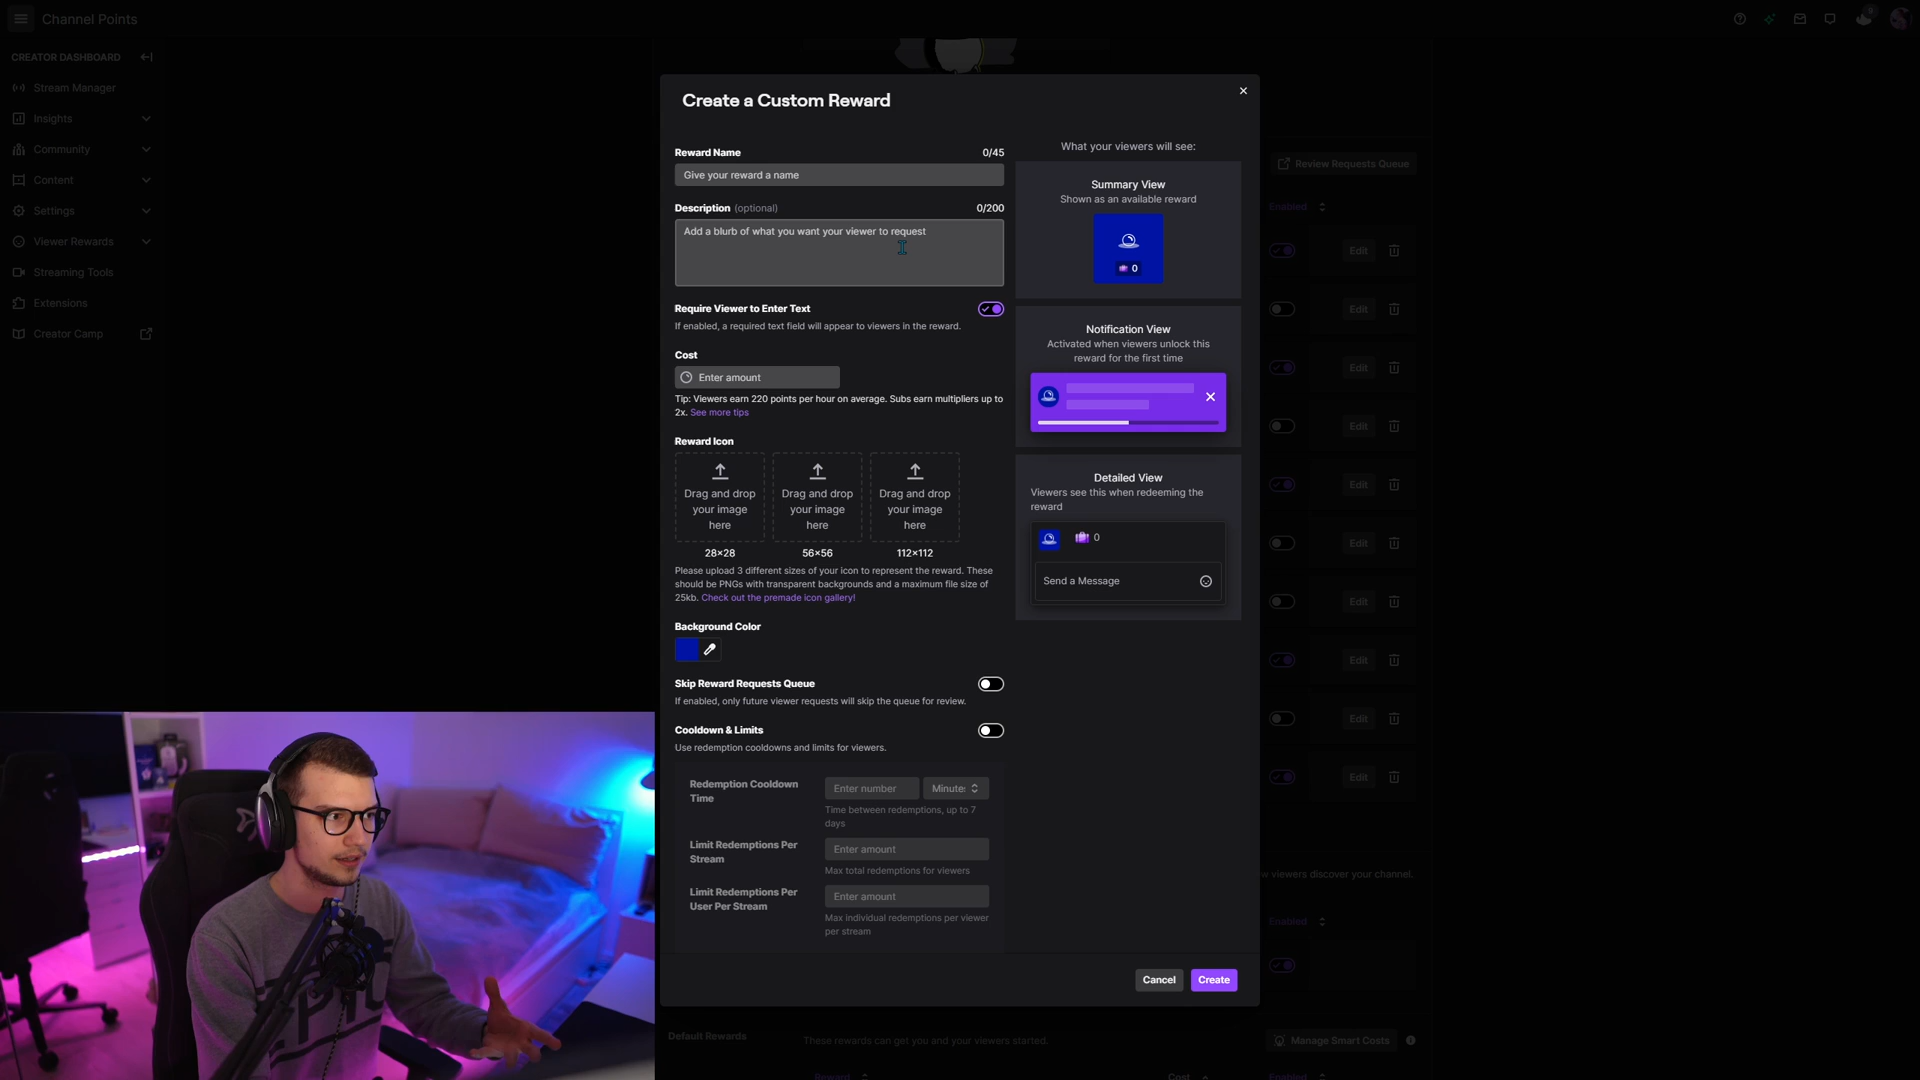 Channel Points
CREATOR DASHBOARD
Stream Manager
Insights
Community
Content
Settings
Viewer Rewards
Streaming Tools
Extensions
Creator Camp
Create a Custom Reward
Reward Name
0/45
Give your reward a name
Description (optional)
0/200
Add a blurb of what you want your viewer to request
Require Viewer to Enter Text
If enabled, a required text field will appear to viewers in the reward.
Cost
Enter amount
Tip: Viewers earn 220 points per hour on average. Subs earn multipliers up to
2x. See more tips
Reward Icon
Drag and drop
your image
here
28×28
Drag and drop
your image
here
56×56
Drag and drop
your image
here
112×112
Please upload 3 different sizes of your icon to represent the reward. These
should be PNGs with transparent backgrounds and a maximum file size of
25kb. Check out the premade icon gallery!
Background Color
Skip Reward Requests Queue
If enabled, only future viewer requests will skip the queue for review.
Cooldown & Limits
Use redemption cooldowns and limits for viewers.
Redemption Cooldown
Time
Enter number
Minute
Time between redemptions, up to 7
days
Limit Redemptions Per
Stream
Enter amount
Max total redemptions for viewers
Limit Redemptions Per
User Per Stream
Enter amount
Max individual redemptions per viewer
per stream
What your viewers will see:
Summary View
Shown as an available reward
0
Notification View
Activated when viewers unlock this
reward for the first time
Detailed View
Viewers see this when redeeming the
reward
0
Send a Message
Cancel
Create
Review Requests Queue
Enabled
Edit
Edit
Edit
Edit
Edit
Edit
Edit
Edit
Edit
Edit
w viewers discover your channel.
Enabled
Default Rewards
These rewards can get you and your viewers started.
Manage Smart Costs
Reward
Cost
Enabled